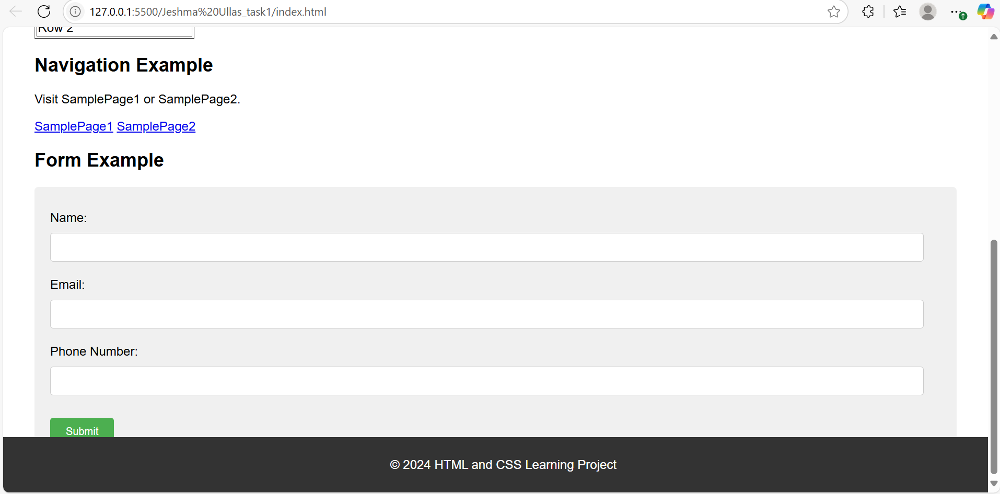 127.0.0.1:5500/Jeshma%20Ullas_task1/index.html
Row 2
Navigation Example
Visit SamplePage1 or SamplePage2.
SamplePage1 SamplePage2
Form Example
Name:
Email:
Phone Number:
Submit
© 2024 HTML and CSS Learning Project